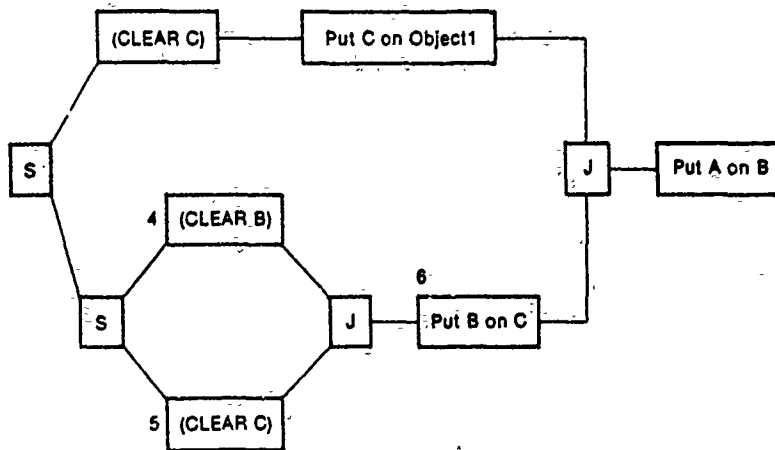 (CLEAR C)
Put C on Object1
S
J
Put A on B
4
(CLEAR B)
6
S
J
Put B on C
5
(CLEAR C)